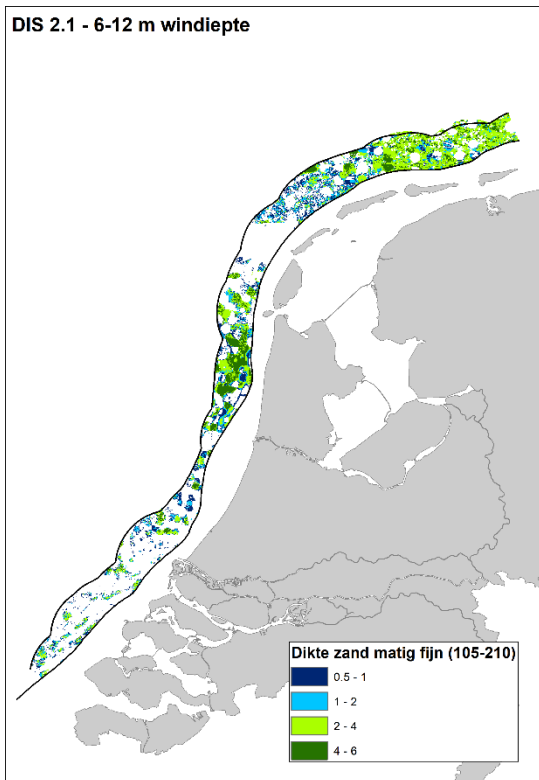 DIS 2.1 - 6-12 m windiepte
Dikte zand matig fijn (105-210)
0.5 - 1
1 - 2
2 - 4
4 - 6